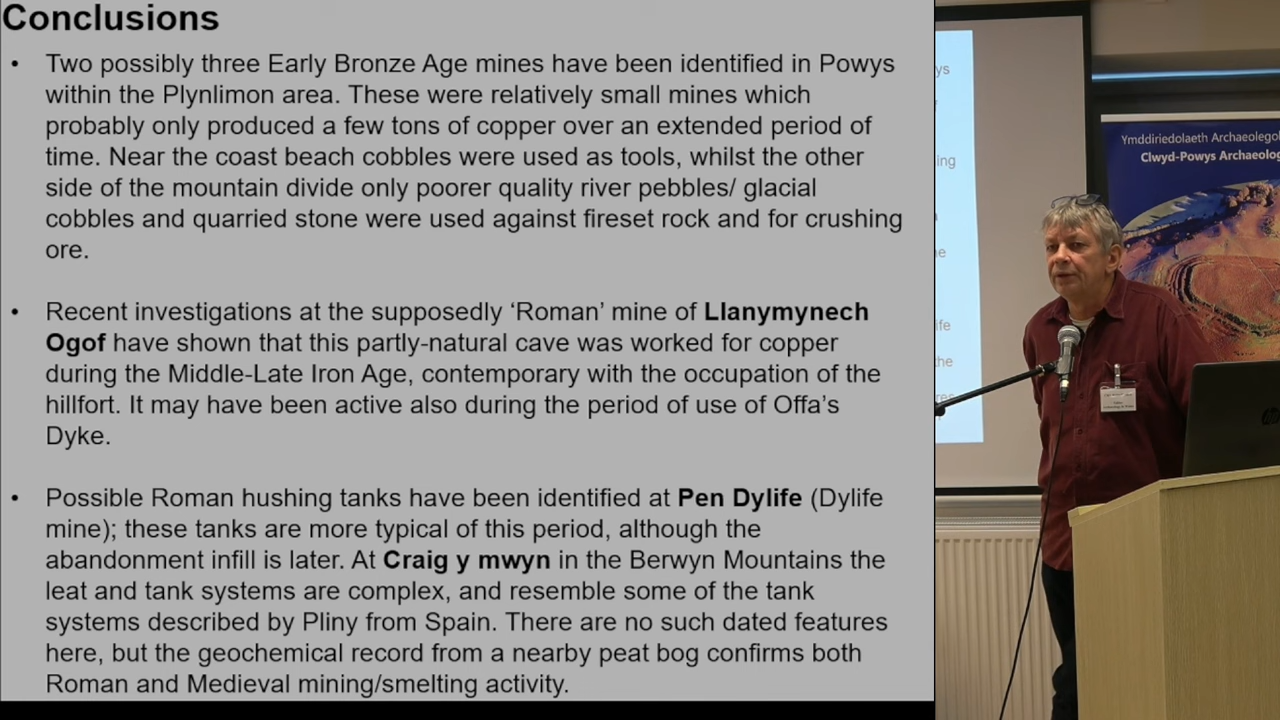 Conclusions
• Two possibly three Early Bronze Age mines have been identified in Powys
within the Plynlimon area. These were relatively small mines which
probably only produced a few tons of copper over an extended period of
time. Near the coast beach cobbles were used as tools, whilst the other
side of the mountain divide only poorer quality river pebbles/ glacial
cobbles and quarried stone were used against fireset rock and for crushing
ore.
• Recent investigations at the supposedly ‘Roman’ mine of Llanymynech
Ogof have shown that this partly-natural cave was worked for copper
during the Middle-Late Iron Age, contemporary with the occupation of the
hillfort. It may have been active also during the period of use of Offa’s
Dyke.
• Possible Roman hushing tanks have been identified at Pen Dylife (Dylife
mine); these tanks are more typical of this period, although the
abandonment infill is later. At Craig y mwyn in the Berwyn Mountains the
leat and tank systems are complex, and resemble some of the tank
systems described by Pliny from Spain. There are no such dated features
here, but the geochemical record from a nearby peat bog confirms both
Roman and Medieval mining/smelting activity.
ys
ing
ife
the
Ymddiriedolaeth Archaeolego
Clwyd-Powys Archaeolog